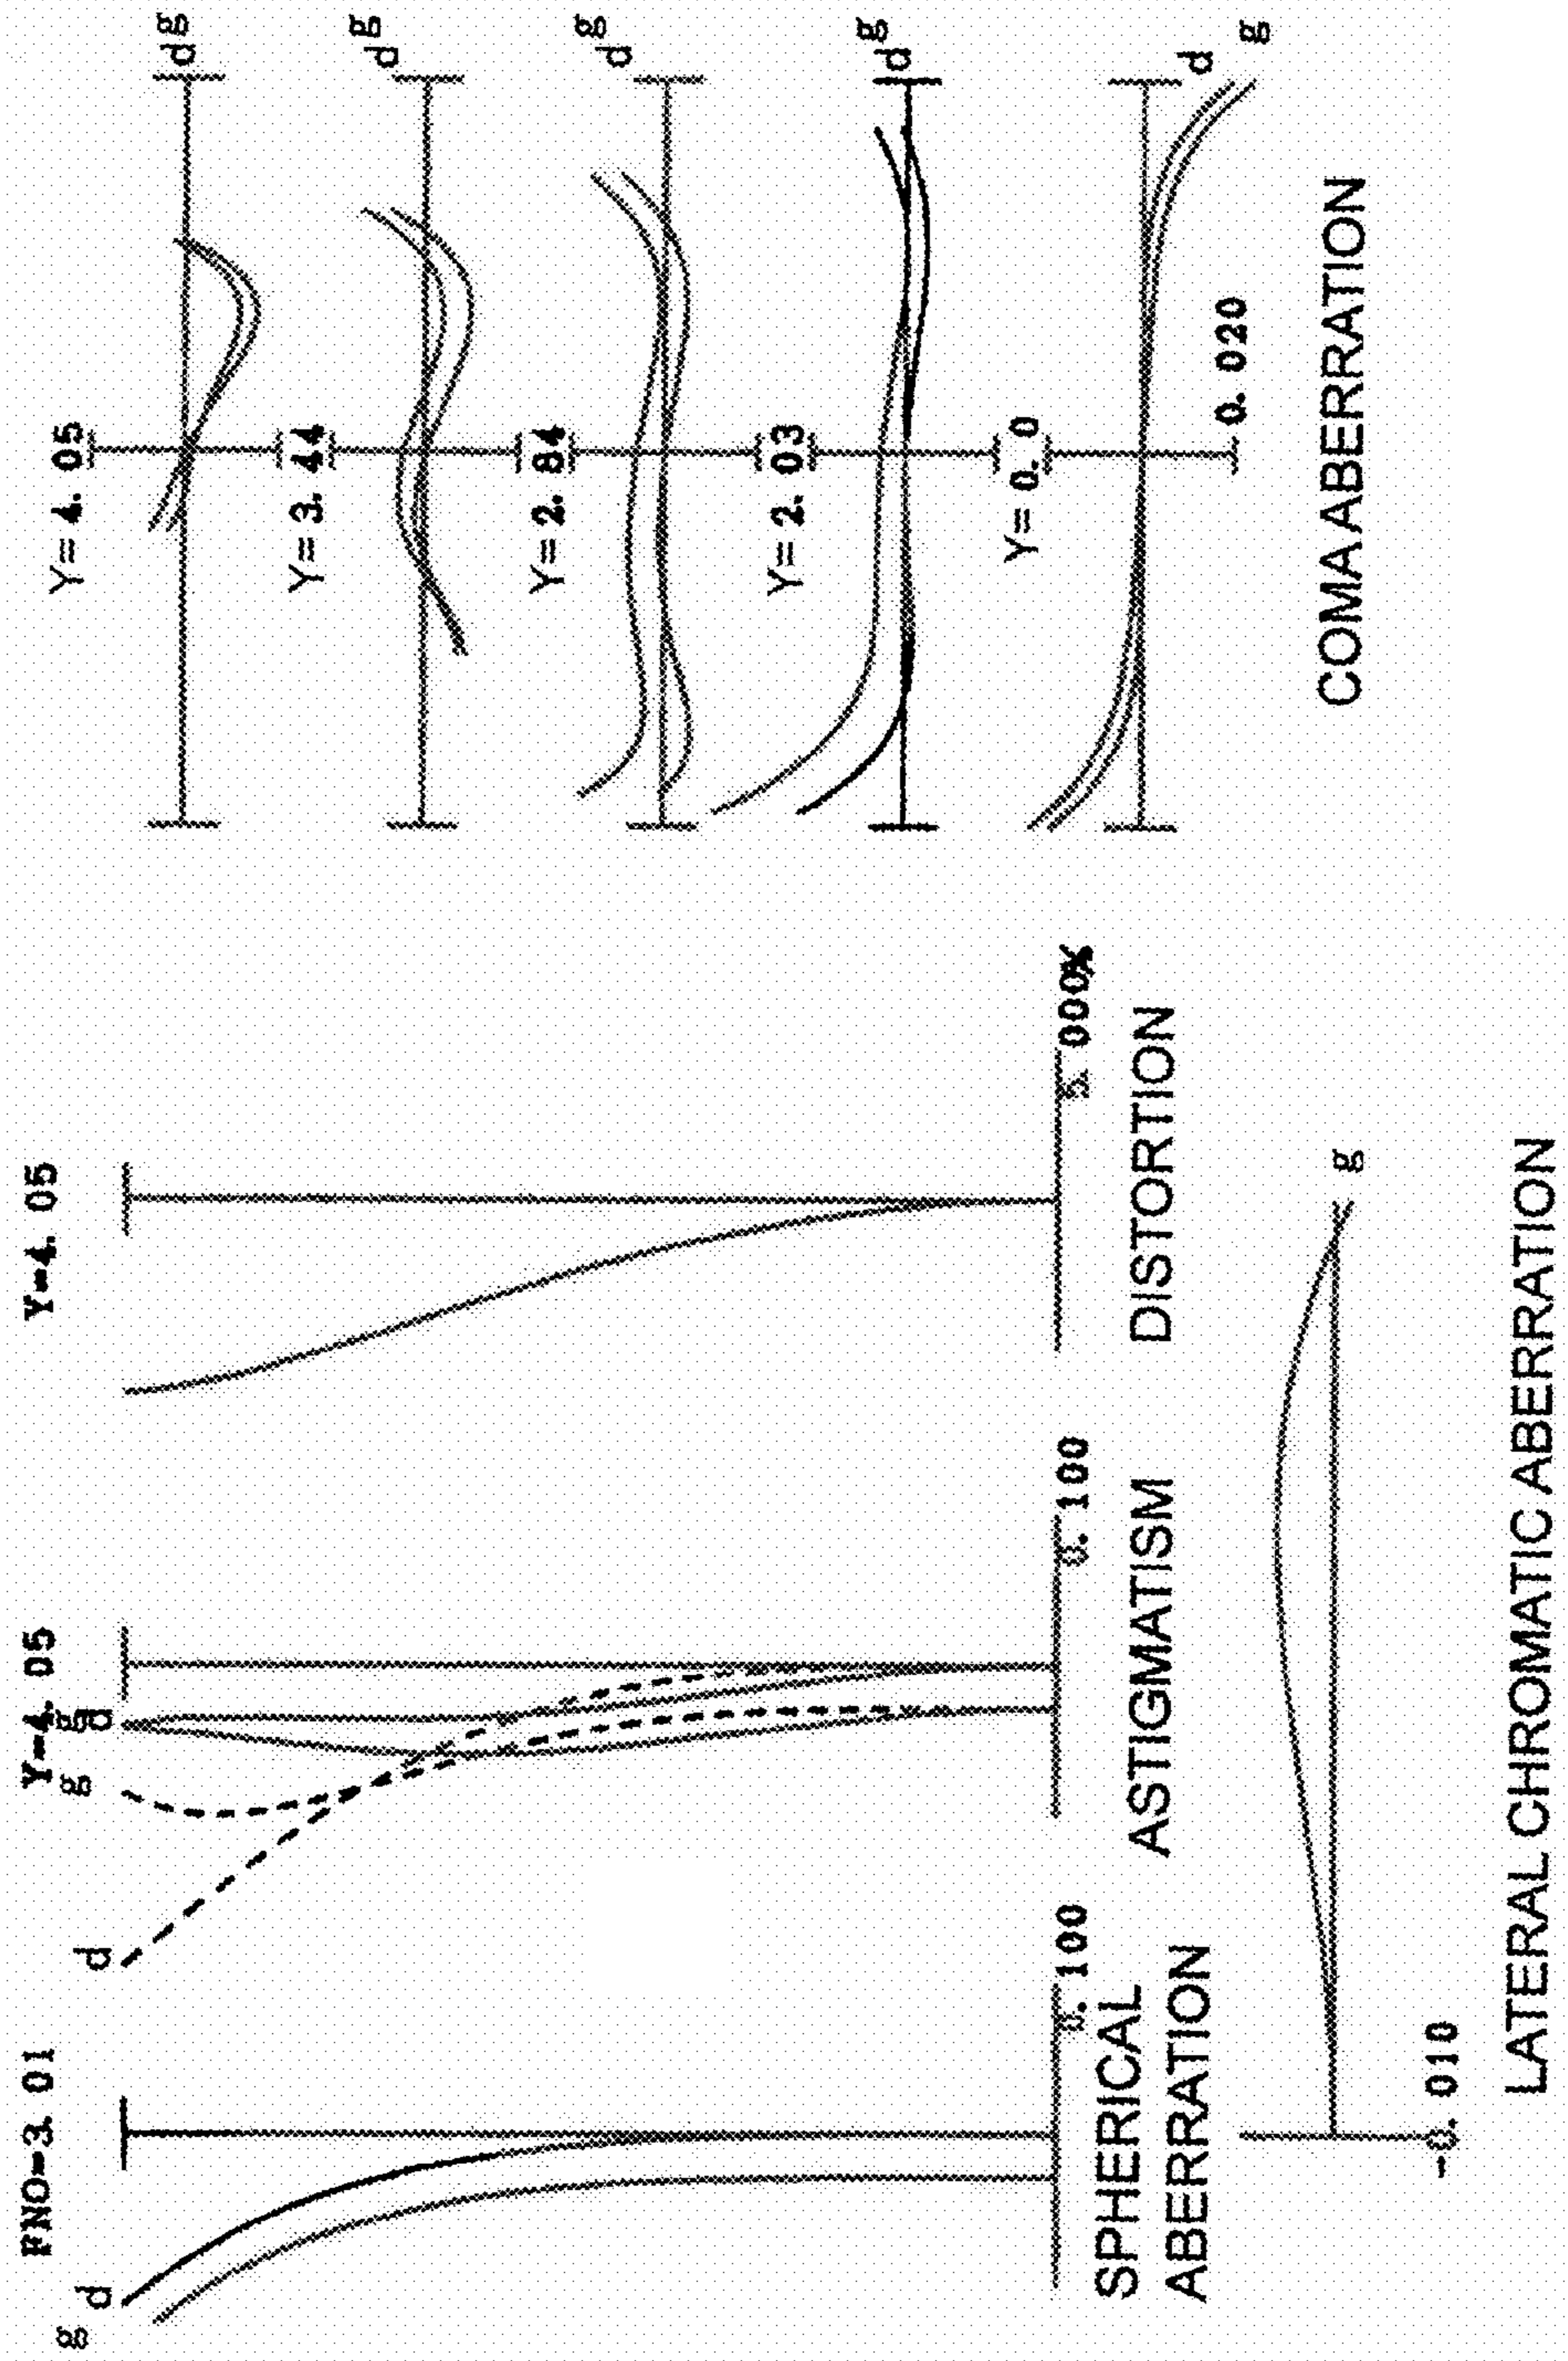 FNO=3.01
g
d
0.100
SPHERICAL
ABERRATION
Y=4.05
d
g
g
d
0.100
ASTIGMATISM
Y=4.05
5.000%
DISTORTION
-0.010
g
LATERAL CHROMATIC ABERRATION
Y=4.05
g
d
Y=3.44
g
d
Y=2.84
g
d
Y=2.03
g
d
Y=0.0
d
g
0.020
COMA ABERRATION